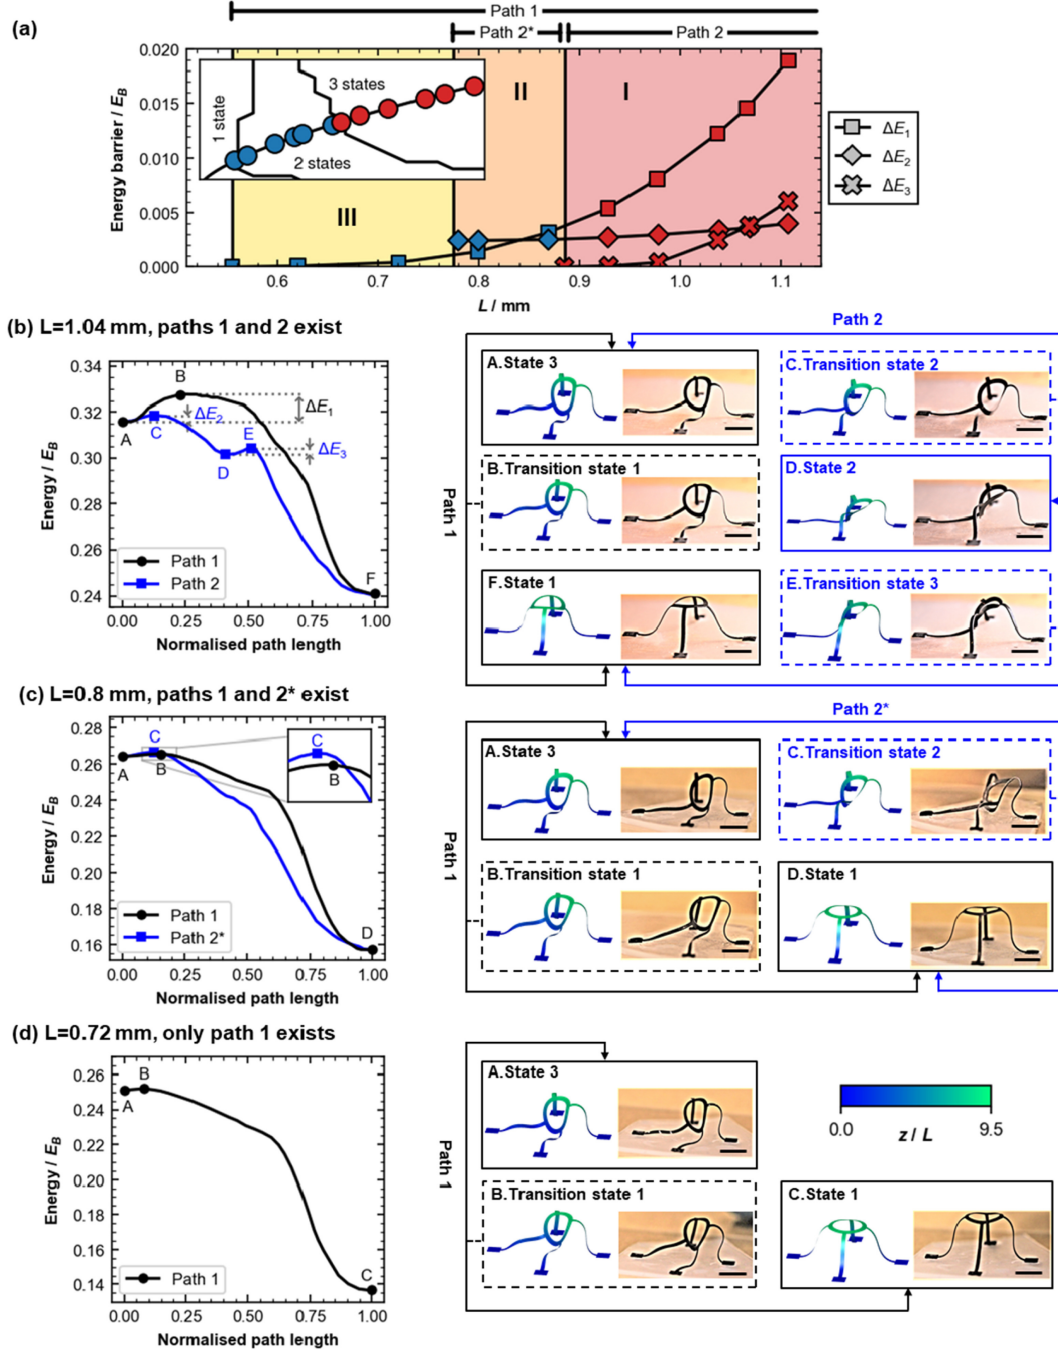 Path 1
(a)
Path 2*
Path 2
0.020
0.015
0.010
0.005
0.000
Energy barrier / E_B
1 state
3 states
2 states
III
II
I
ΔE₁
ΔE₂
ΔE₃
0.6
0.7
0.8
0.9
1.0
1.1
L / mm
(b) L=1.04 mm, paths 1 and 2 exist
0.34
0.32
0.30
0.28
0.26
0.24
Energy / E_B
A
B
C
D
E
F
ΔE₁
ΔE₂
ΔE₃
Path 1
Path 2
0.00
0.25
0.50
0.75
1.00
Normalised path length
Path 2
Path 1
A.State 3
C.Transition state 2
B.Transition state 1
D.State 2
F.State 1
E.Transition state 3
(c) L=0.8 mm, paths 1 and 2* exist
0.28
0.26
0.24
0.22
0.20
0.18
0.16
Energy / E_B
A
B
C
D
C
B
Path 1
Path 2*
0.00
0.25
0.50
0.75
1.00
Normalised path length
Path 2*
Path 1
A.State 3
C.Transition state 2
B.Transition state 1
D.State 1
(d) L=0.72 mm, only path 1 exists
0.26
0.24
0.22
0.20
0.18
0.16
0.14
Energy / E_B
A
B
C
Path 1
0.00
0.25
0.50
0.75
1.00
Normalised path length
Path 1
A.State 3
B.Transition state 1
C.State 1
0.0
z / L
9.5